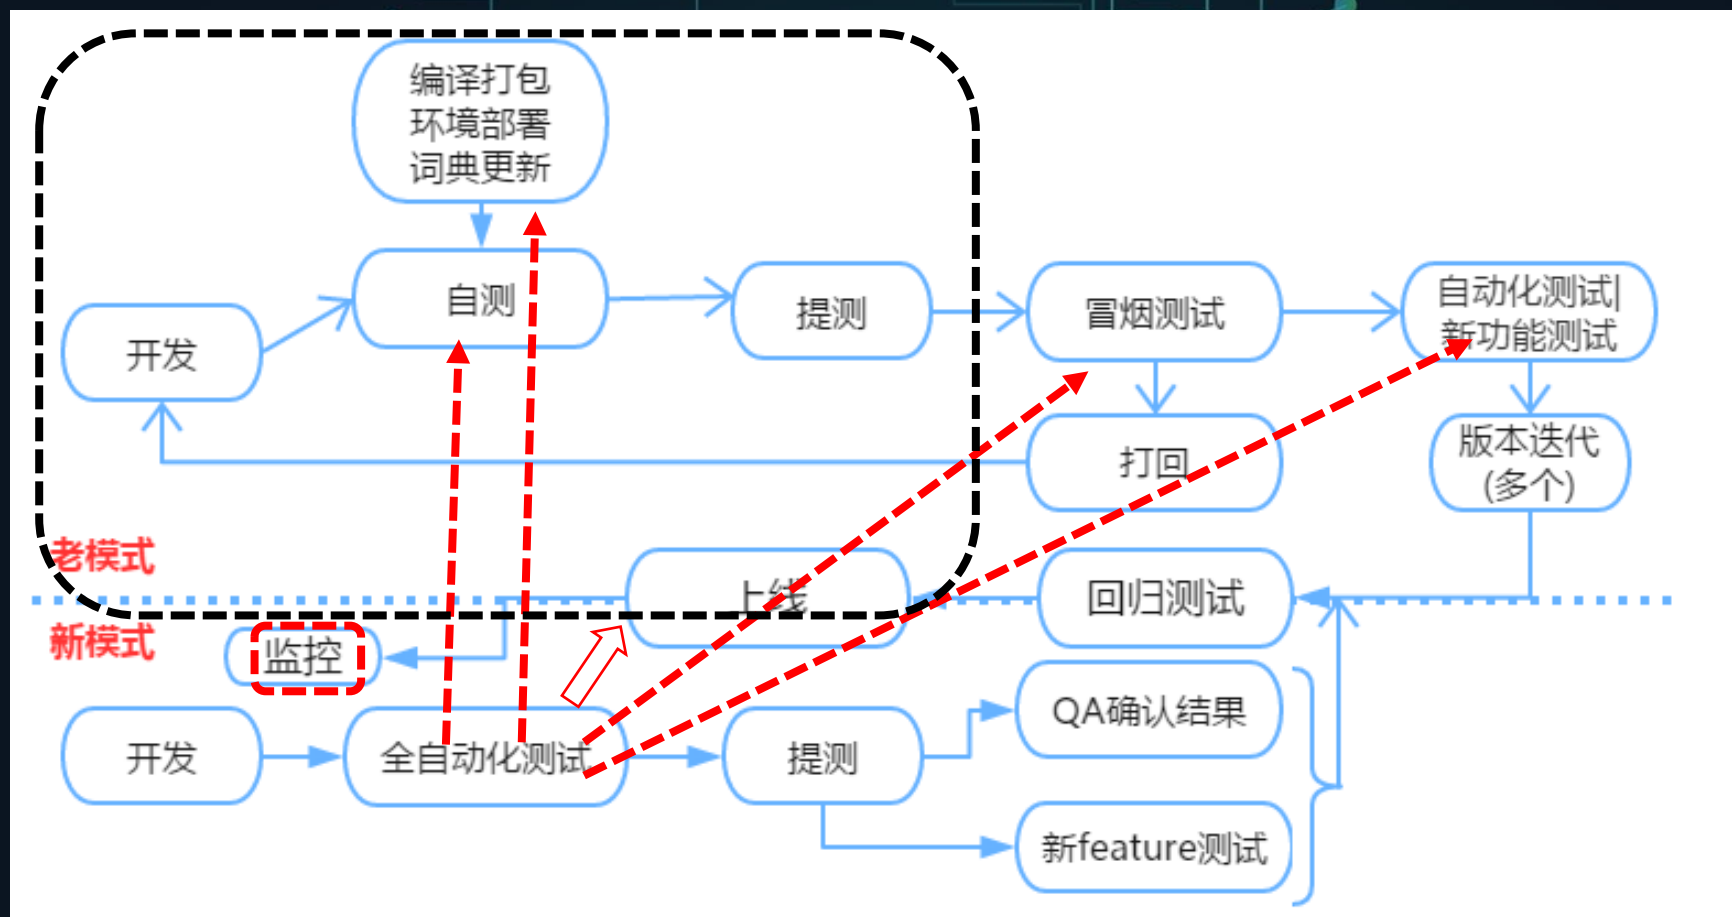 编译打包
环境部署
词典更新
自测
提测
开发
冒烟测试
自动化测试|
新功能测试
打回
版本迭代
(多个)
老模式
上线
回归测试
新模式
监控
QA确认结果
开发
全自动化测试
提测
新feature测试